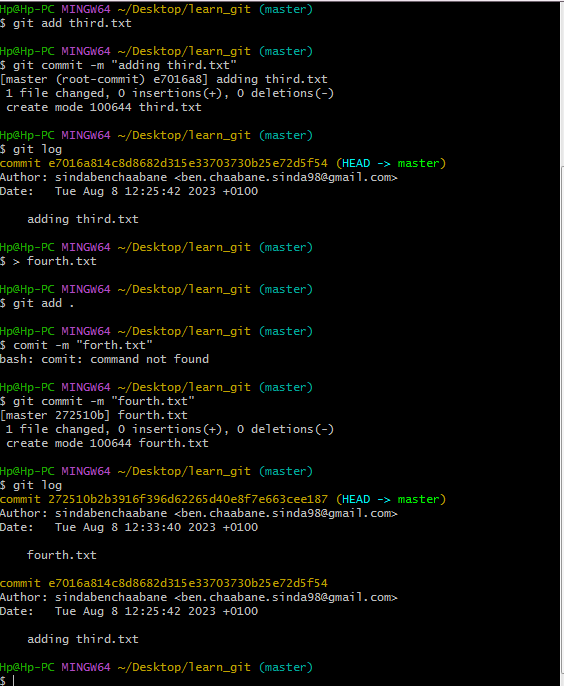 Hp@Hp-PC MINGW64 ~/Desktop/learn_git (master)
$ git add third.txt

Hp@Hp-PC MINGW64 ~/Desktop/learn_git (master)
$ git commit -m "adding third.txt"
[master (root-commit) e7016a8] adding third.txt
 1 file changed, 0 insertions(+), 0 deletions(-)
 create mode 100644 third.txt

Hp@Hp-PC MINGW64 ~/Desktop/learn_git (master)
$ git log
commit e7016a814c8d8682d315e33703730b25e72d5f54 (HEAD -> master)
Author: sindabenchaabane <ben.chaabane.sinda98@gmail.com>
Date:   Tue Aug 8 12:25:42 2023 +0100

    adding third.txt

Hp@Hp-PC MINGW64 ~/Desktop/learn_git (master)
$ > fourth.txt

Hp@Hp-PC MINGW64 ~/Desktop/learn_git (master)
$ git add .

Hp@Hp-PC MINGW64 ~/Desktop/learn_git (master)
$ comit -m "forth.txt"
bash: comit: command not found

Hp@Hp-PC MINGW64 ~/Desktop/learn_git (master)
$ git commit -m "fourth.txt"
[master 272510b] fourth.txt
 1 file changed, 0 insertions(+), 0 deletions(-)
 create mode 100644 fourth.txt

Hp@Hp-PC MINGW64 ~/Desktop/learn_git (master)
$ git log
commit 272510b2b3916f396d62265d40e8f7e663cee187 (HEAD -> master)
Author: sindabenchaabane <ben.chaabane.sinda98@gmail.com>
Date:   Tue Aug 8 12:33:40 2023 +0100

    fourth.txt

commit e7016a814c8d8682d315e33703730b25e72d5f54
Author: sindabenchaabane <ben.chaabane.sinda98@gmail.com>
Date:   Tue Aug 8 12:25:42 2023 +0100

    adding third.txt

Hp@Hp-PC MINGW64 ~/Desktop/learn_git (master)
$